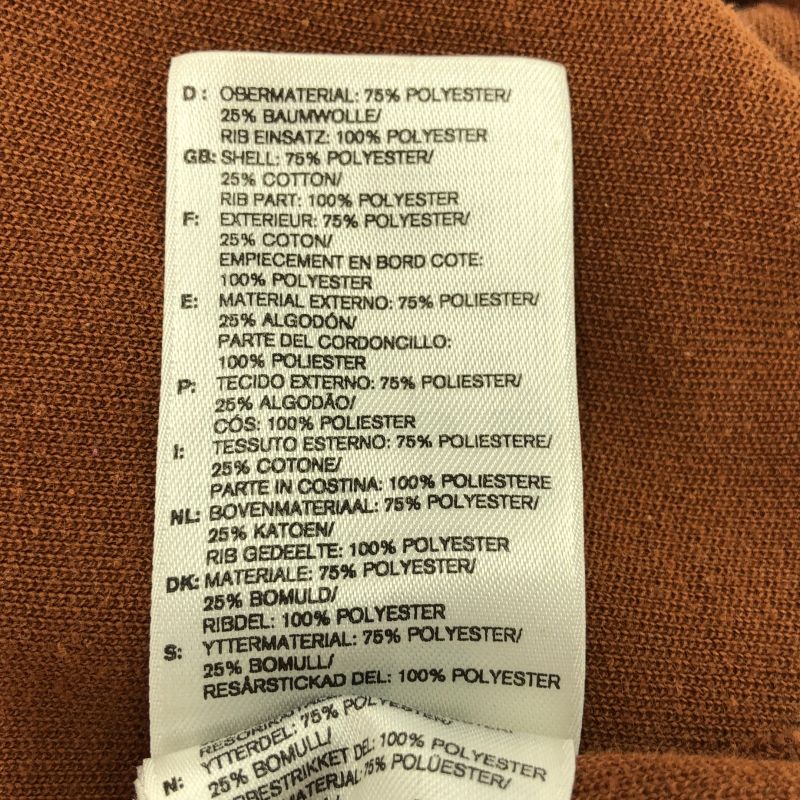 D: OBERMATERIAL: 75% POLYESTER/
25% BAUMWOLLE/
RIB EINSATZ: 100% POLYESTER
GB: SHELL: 75% POLYESTER/
25% COTTON/
RIB PART: 100% POLYESTER
F: EXTERIEUR: 75% POLYESTER/
25% COTON/
EMPIECEMENT EN BORD COTE:
100% POLYESTER
E: MATERIAL EXTERNO: 75% POLIESTER/
25% ALGODÓN/
PARTE DEL CORDONCILLO:
100% POLIESTER
P: TECIDO EXTERNO: 75% POLIESTER/
25% ALGODÃO/
CÓS: 100% POLIESTER
I: TESSUTO ESTERNO: 75% POLIESTERE/
25% COTONE/
PARTE IN COSTINA: 100% POLIESTERE
NL: BOVENMATERIAAL: 75% POLYESTER/
25% KATOEN/
RIB GEDEELTE: 100% POLYESTER
DK: MATERIALE: 75% POLYESTER/
25% BOMULD/
RIBDEL: 100% POLYESTER
S: YTTERMATERIAL: 75% POLYESTER/
25% BOMULL/
RESÅRSTICKAD DEL: 100% POLYESTER
N: YTTERDEL: 75% POLYESTER/
25% BOMULL/
DEL: 100% POLYESTER
75% POLÜESTER/